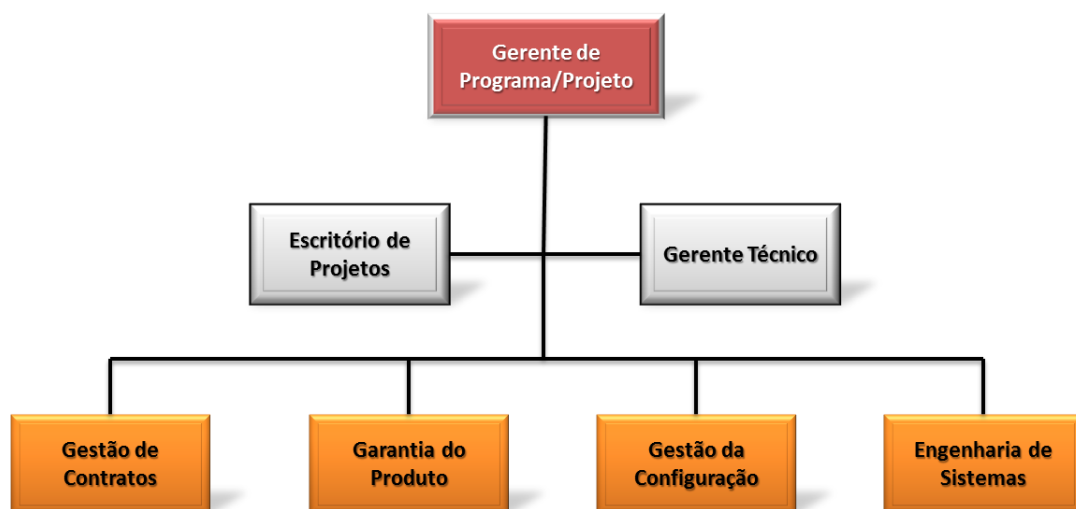 Gerente de
Programa/Projeto
Escritório de
Projetos
Gerente Técnico
Gestão de
Contratos
Garantia do
Produto
Gestão da
Configuração
Engenharia de
Sistemas